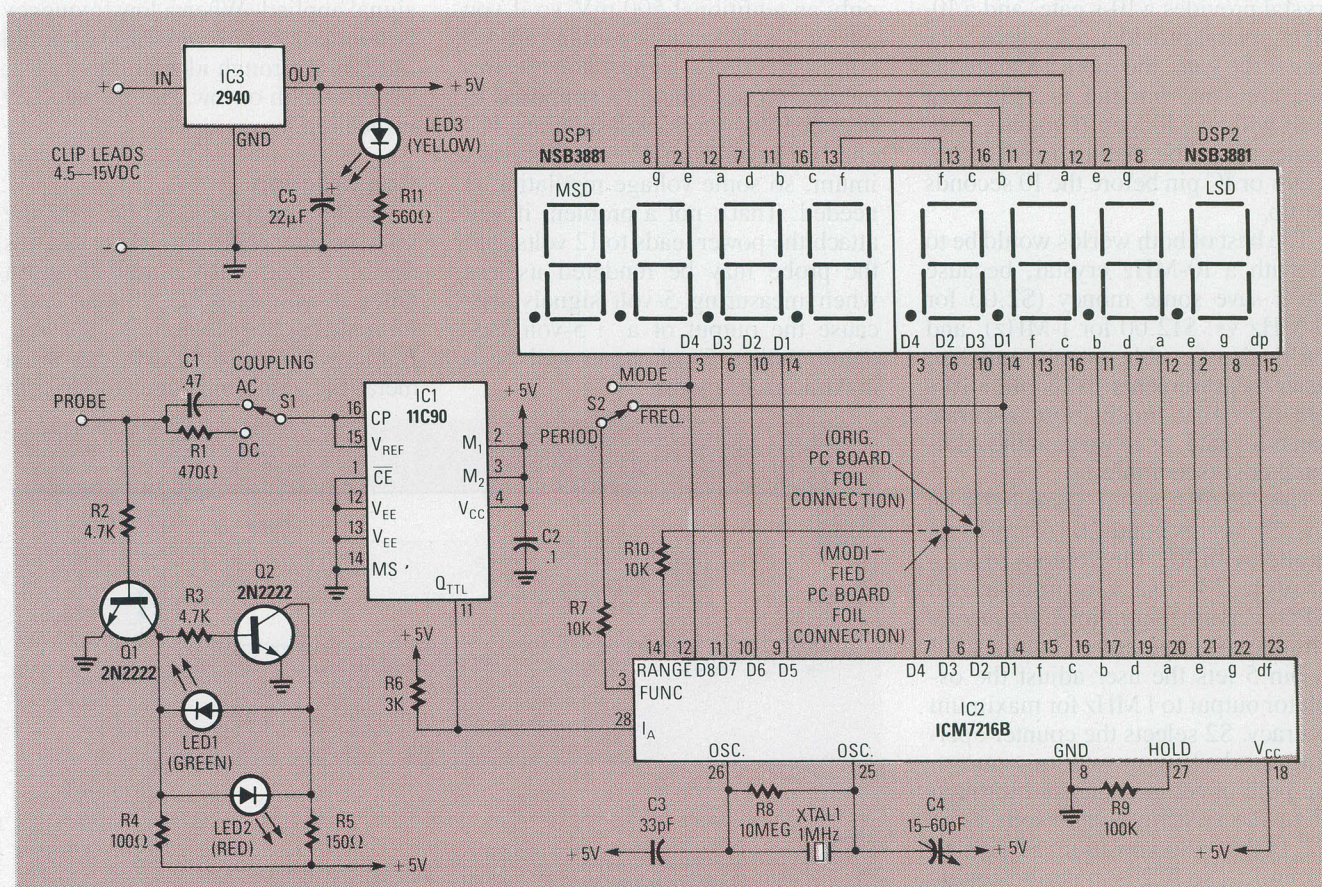 IN
IC3
2940
OUT
GND
+
-
+5V
CLIP LEADS
4.5—15VDC
C5
22µF
+
LED3
(YELLOW)
R11
560Ω
DSP1
NSB3881
8 2 12 7 11 16 13
g e a d b c f
MSD
DSP2
NSB3881
13 16 11 7 12 2 8
f c b d a e g
LSD
D4 D3 D2 D1
3 6 10 14
D4 D2 D3 D1 f c b d a e g dp
3 6 10 14 13 16 11 7 12 2 8 15
C1
.47
COUPLING
AC
DC
S1
PROBE
R1
470Ω
IC1
11C90
16 CP
15 VREF
1 CE
12 VEE
13 VEE
14 MS '
M1 2
M2 3
VCC 4
QTTL
11
+5V
C2
.1
MODE
S2
FREQ.
PERIOD
(ORIG.
PC BOARD
FOIL
CONNECTION)
(MODI—
FIED
PC BOARD
FOIL
CONNECTION)
R2
4.7K
Q1
2N2222
R3
4.7K
Q2
2N2222
LED1
(GREEN)
LED2
(RED)
R4
100Ω
R5
150Ω
+5V
+5V
R6
3K
R7
10K
R10
10K
14 12 11 10 9
RANGE D8 D7 D6 D5
7 6 5 4 15 16 17 19 20 21 22 23
D4 D3 D2 D1 f c b d a e g df
3 FUNC
28 IA
IC2
ICM7216B
OSC.
26
OSC.
25
GND
8
HOLD
27
VCC
18
C3
33pF
+5V
R8
10MEG
XTAL1
1MHz
C4
15-60pF
+5V
R9
100K
+5V